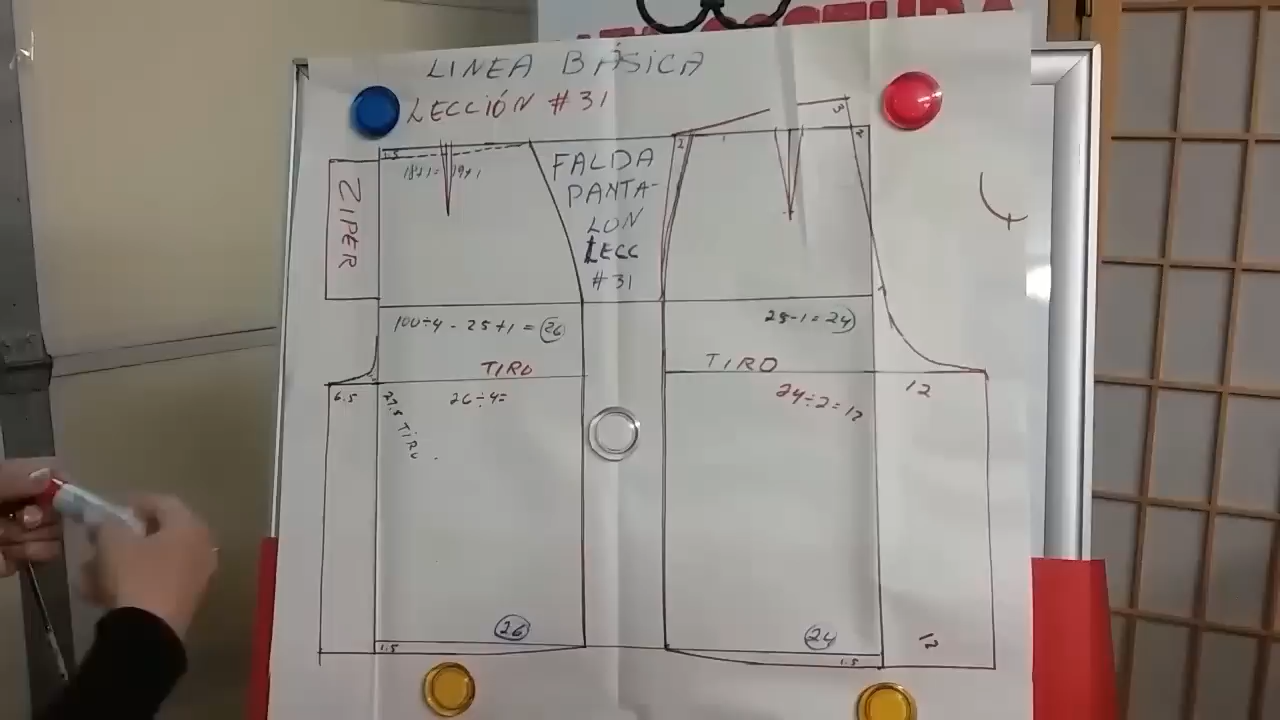 LINEA BÁSICA
LECCIÓN #31
ZIPER
1.5
FALDA
PANTA-
LON
LECC
#31
2
3
2
100÷4 - 25+1 = 26
25-1=24
TIRO
TIRO
6.5
26÷4=
24÷2=12
12
TIRO
26
24
12
1.5
1.5